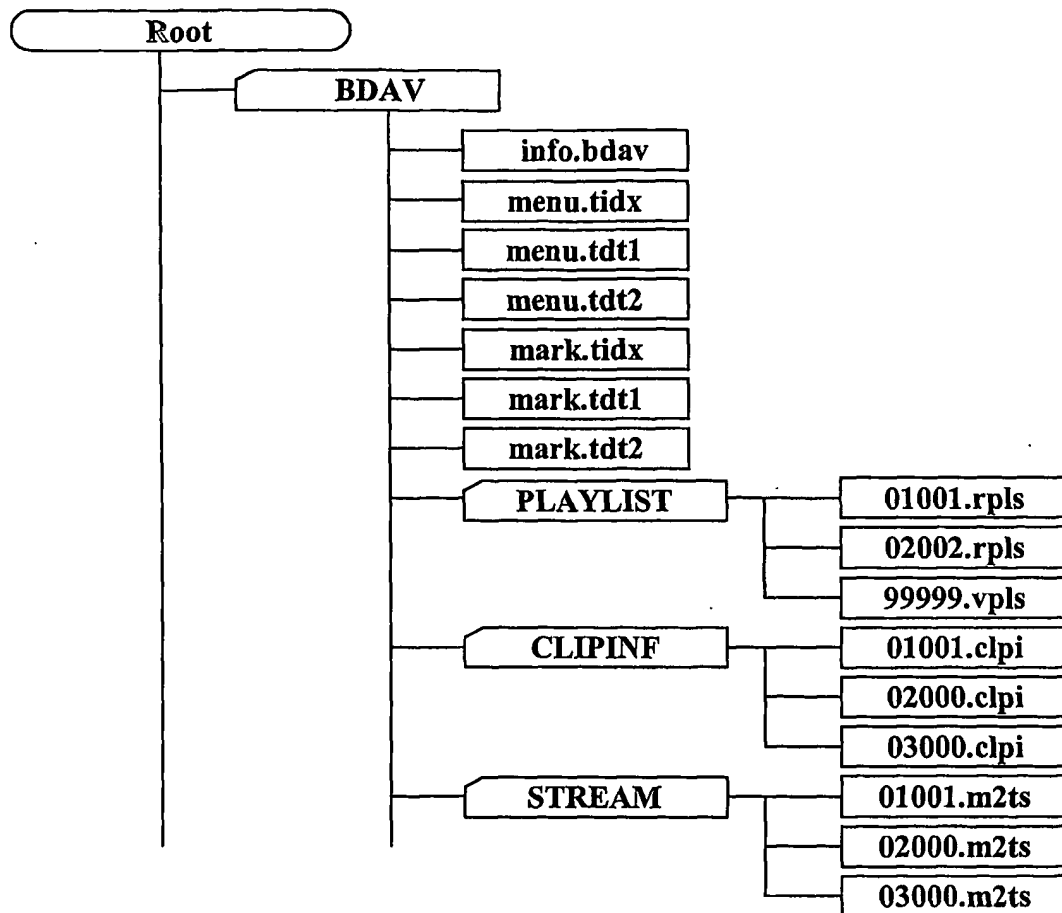 Root
BDAV
info.bdav
menu.tidx
menu.tdt1
menu.tdt2
mark.tidx
mark.tdt1
mark.tdt2
PLAYLIST
01001.rpls
02002.rpls
99999.vpls
CLIPINF
01001.clpi
02000.clpi
03000.clpi
STREAM
01001.m2ts
02000.m2ts
03000.m2ts